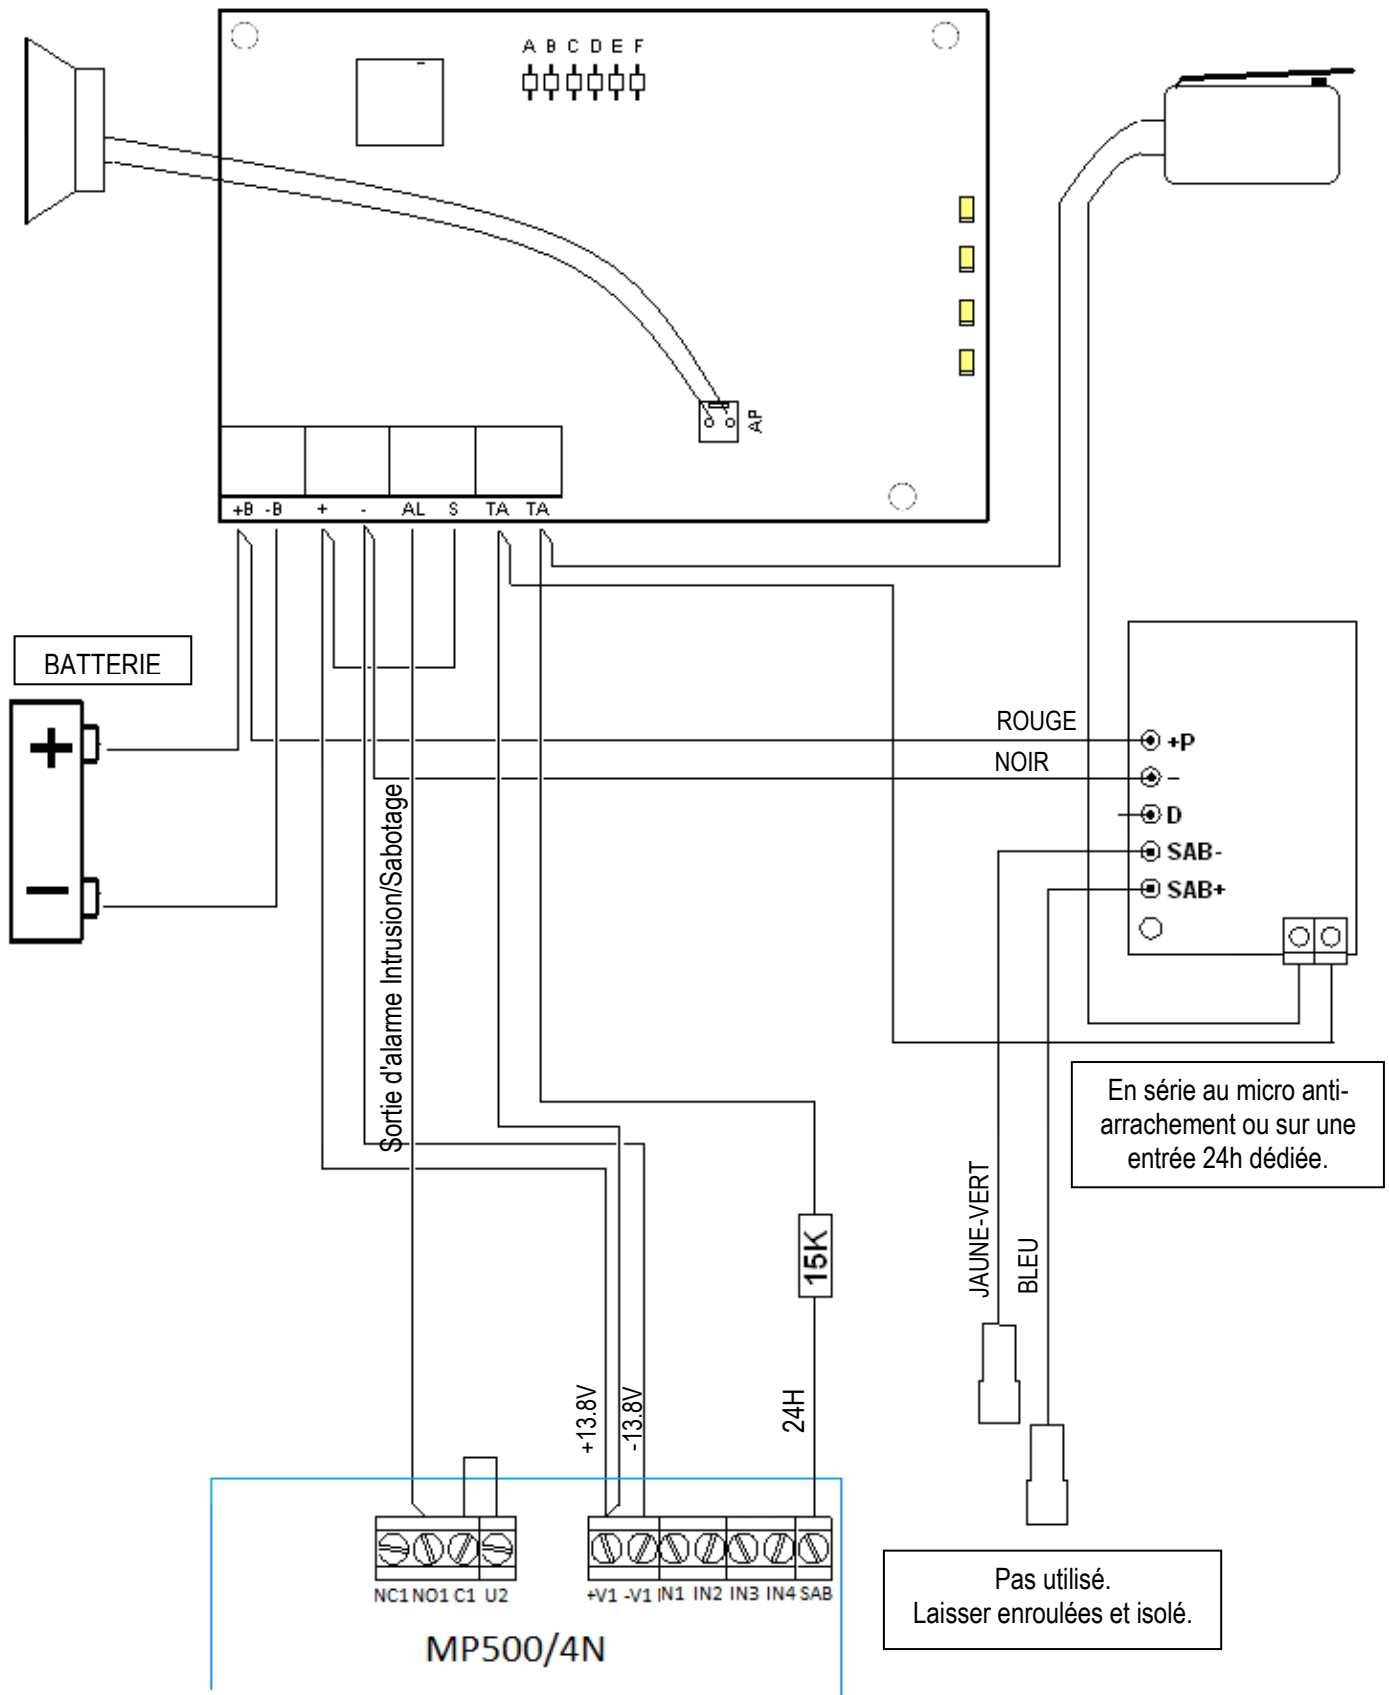 A B C D E F
AP
+B -B + - AL S TA TA
BATTERIE
+
−
ROUGE
NOIR
+P
–
D
SAB-
SAB+
Sortie d'alarme Intrusion/Sabotage
En série au micro anti-
arrachement ou sur une
entrée 24h dédiée.
JAUNE-VERT
BLEU
15K
+13.8V
-13.8V
24H
NC1 NO1 C1 U2
+V1 -V1 IN1 IN2 IN3 IN4 SAB
MP500/4N
Pas utilisé.
Laisser enroulées et isolé.